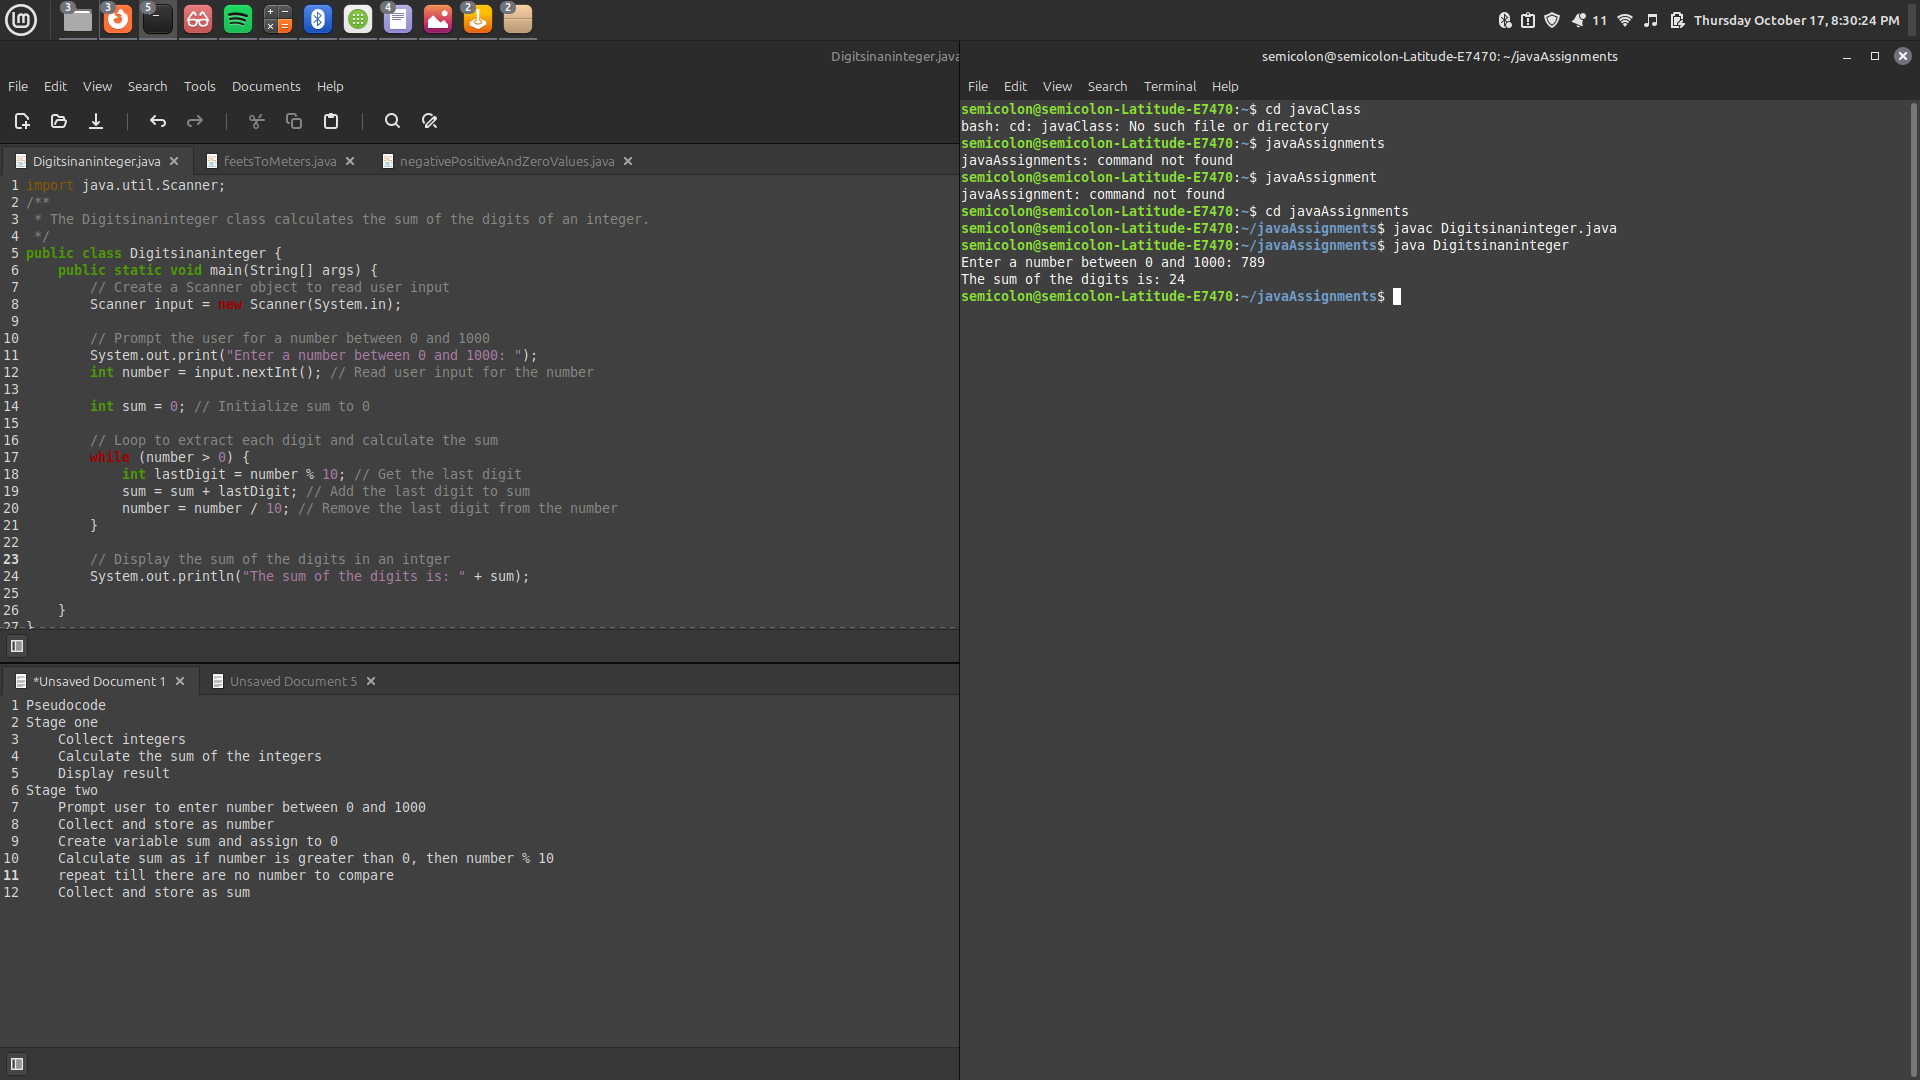 3 3 5 4 2 2
11 Thursday October 17, 8:30:24 PM
Digitsinaninteger.java
File Edit View Search Tools Documents Help
Digitsinaninteger.java feetsToMeters.java negativePositiveAndZeroValues.java
1 import java.util.Scanner;
2 /**
3  * The Digitsinaninteger class calculates the sum of the digits of an integer.
4  */
5 public class Digitsinaninteger {
6     public static void main(String[] args) {
7         // Create a Scanner object to read user input
8         Scanner input = new Scanner(System.in);
9
10         // Prompt the user for a number between 0 and 1000
11         System.out.print("Enter a number between 0 and 1000: ");
12         int number = input.nextInt(); // Read user input for the number
13
14         int sum = 0; // Initialize sum to 0
15
16         // Loop to extract each digit and calculate the sum
17         while (number > 0) {
18             int lastDigit = number % 10; // Get the last digit
19             sum = sum + lastDigit; // Add the last digit to sum
20             number = number / 10; // Remove the last digit from the number
21         }
22
23         // Display the sum of the digits in an intger
24         System.out.println("The sum of the digits is: " + sum);
25
26     }
27 }
*Unsaved Document 1 Unsaved Document 5
1 Pseudocode
2 Stage one
3     Collect integers
4     Calculate the sum of the integers
5     Display result
6 Stage two
7     Prompt user to enter number between 0 and 1000
8     Collect and store as number
9     Create variable sum and assign to 0
10     Calculate sum as if number is greater than 0, then number % 10
11     repeat till there are no number to compare
12     Collect and store as sum
semicolon@semicolon-Latitude-E7470: ~/javaAssignments
File Edit View Search Terminal Help
semicolon@semicolon-Latitude-E7470:~$ cd javaClass
bash: cd: javaClass: No such file or directory
semicolon@semicolon-Latitude-E7470:~$ javaAssignments
javaAssignments: command not found
semicolon@semicolon-Latitude-E7470:~$ javaAssignment
javaAssignment: command not found
semicolon@semicolon-Latitude-E7470:~$ cd javaAssignments
semicolon@semicolon-Latitude-E7470:~/javaAssignments$ javac Digitsinaninteger.java
semicolon@semicolon-Latitude-E7470:~/javaAssignments$ java Digitsinaninteger
Enter a number between 0 and 1000: 789
The sum of the digits is: 24
semicolon@semicolon-Latitude-E7470:~/javaAssignments$